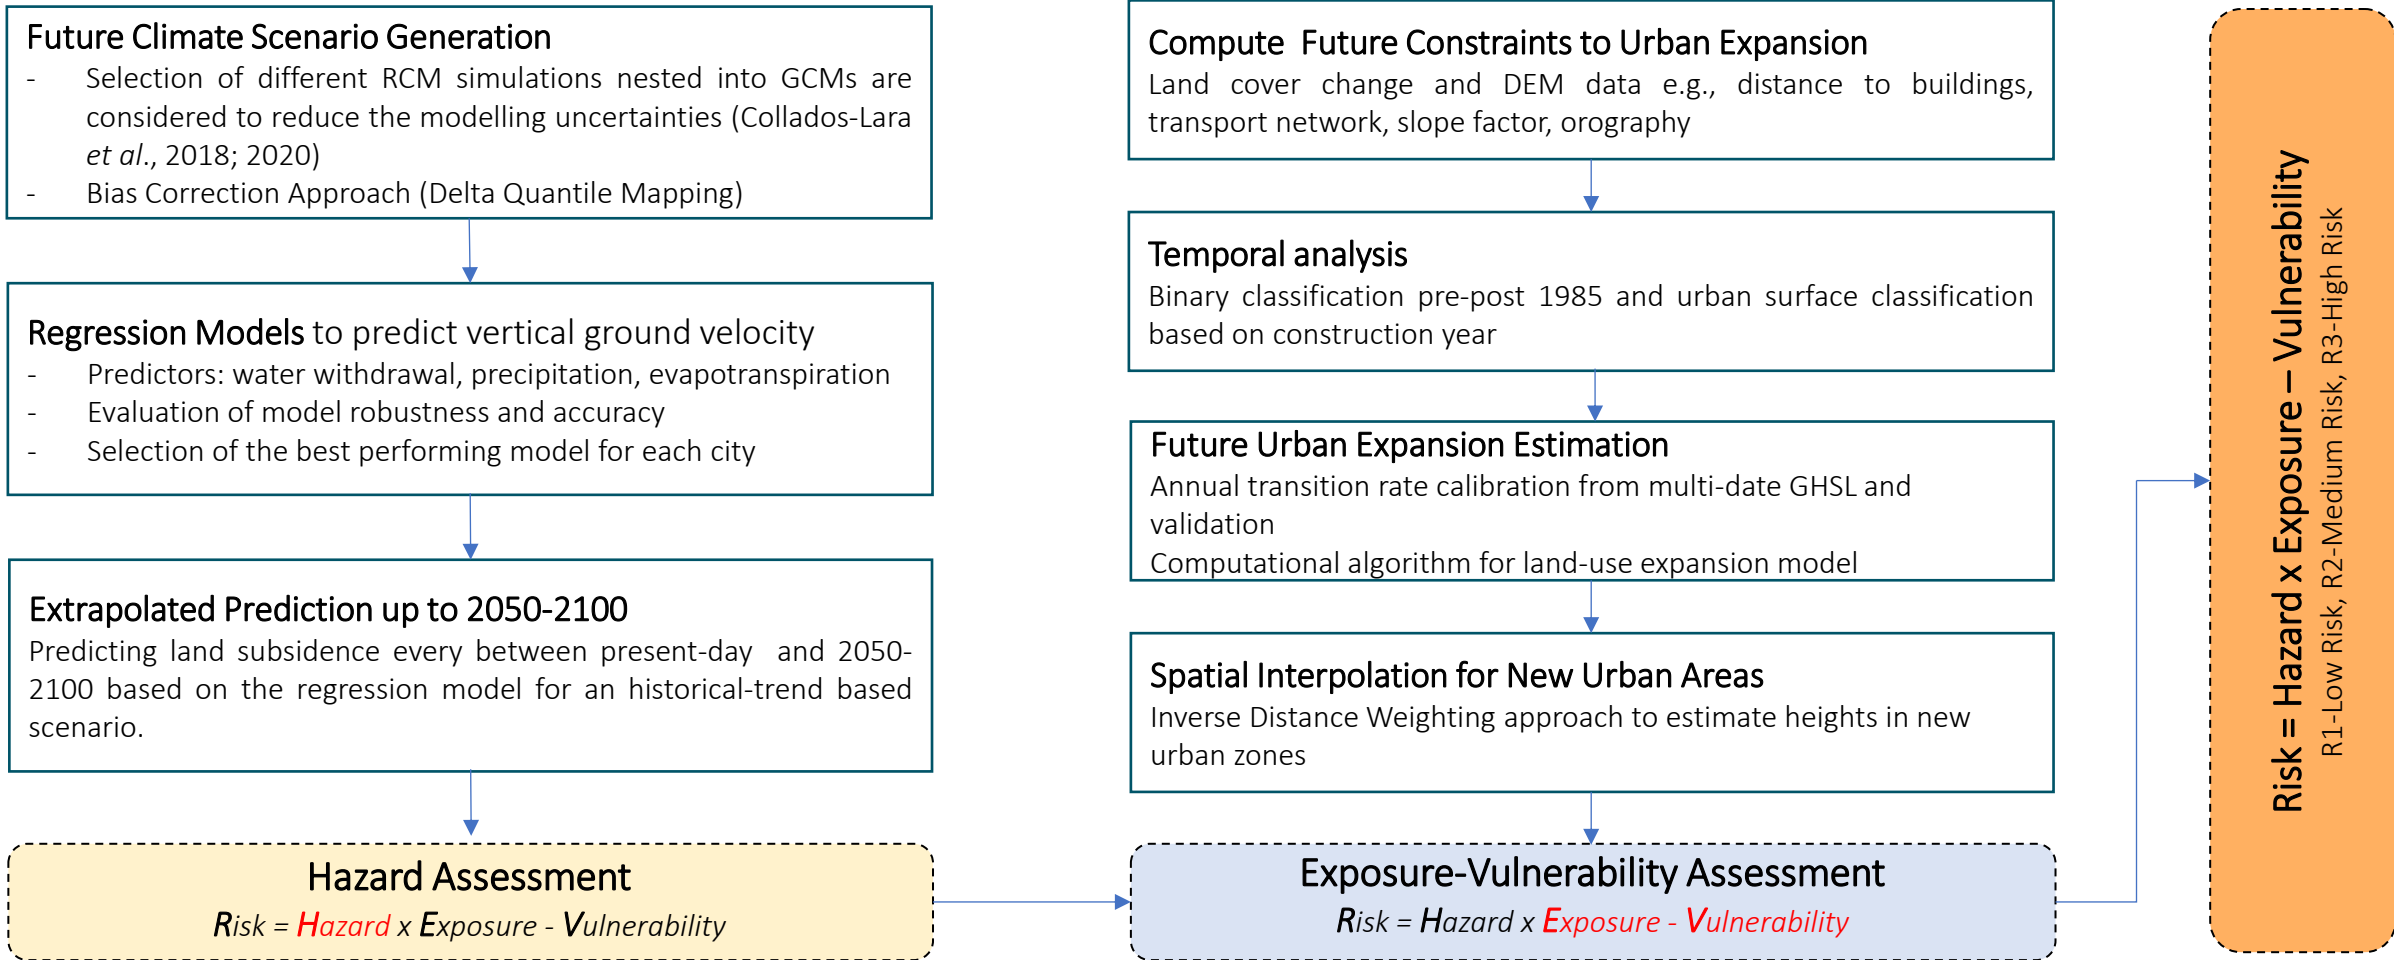 Future Climate Scenario Generation
- Selection of different RCM simulations nested into GCMs are
considered to reduce the modelling uncertainties (Collados-Lara
et al., 2018; 2020)
- Bias Correction Approach (Delta Quantile Mapping)
Regression Models to predict vertical ground velocity
- Predictors: water withdrawal, precipitation, evapotranspiration
- Evaluation of model robustness and accuracy
- Selection of the best performing model for each city
Extrapolated Prediction up to 2050-2100
Predicting land subsidence every between present-day and 2050-
2100 based on the regression model for an historical-trend based
scenario.
Hazard Assessment
Risk = Hazard x Exposure - Vulnerability
Compute Future Constraints to Urban Expansion
Land cover change and DEM data e.g., distance to buildings,
transport network, slope factor, orography
Temporal analysis
Binary classification pre-post 1985 and urban surface classification
based on construction year
Future Urban Expansion Estimation
Annual transition rate calibration from multi-date GHSL and
validation
Computational algorithm for land-use expansion model
Spatial Interpolation for New Urban Areas
Inverse Distance Weighting approach to estimate heights in new
urban zones
Exposure-Vulnerability Assessment
Risk = Hazard x Exposure - Vulnerability
Risk = Hazard x Exposure – Vulnerability
R1-Low Risk, R2-Medium Risk, R3-High Risk